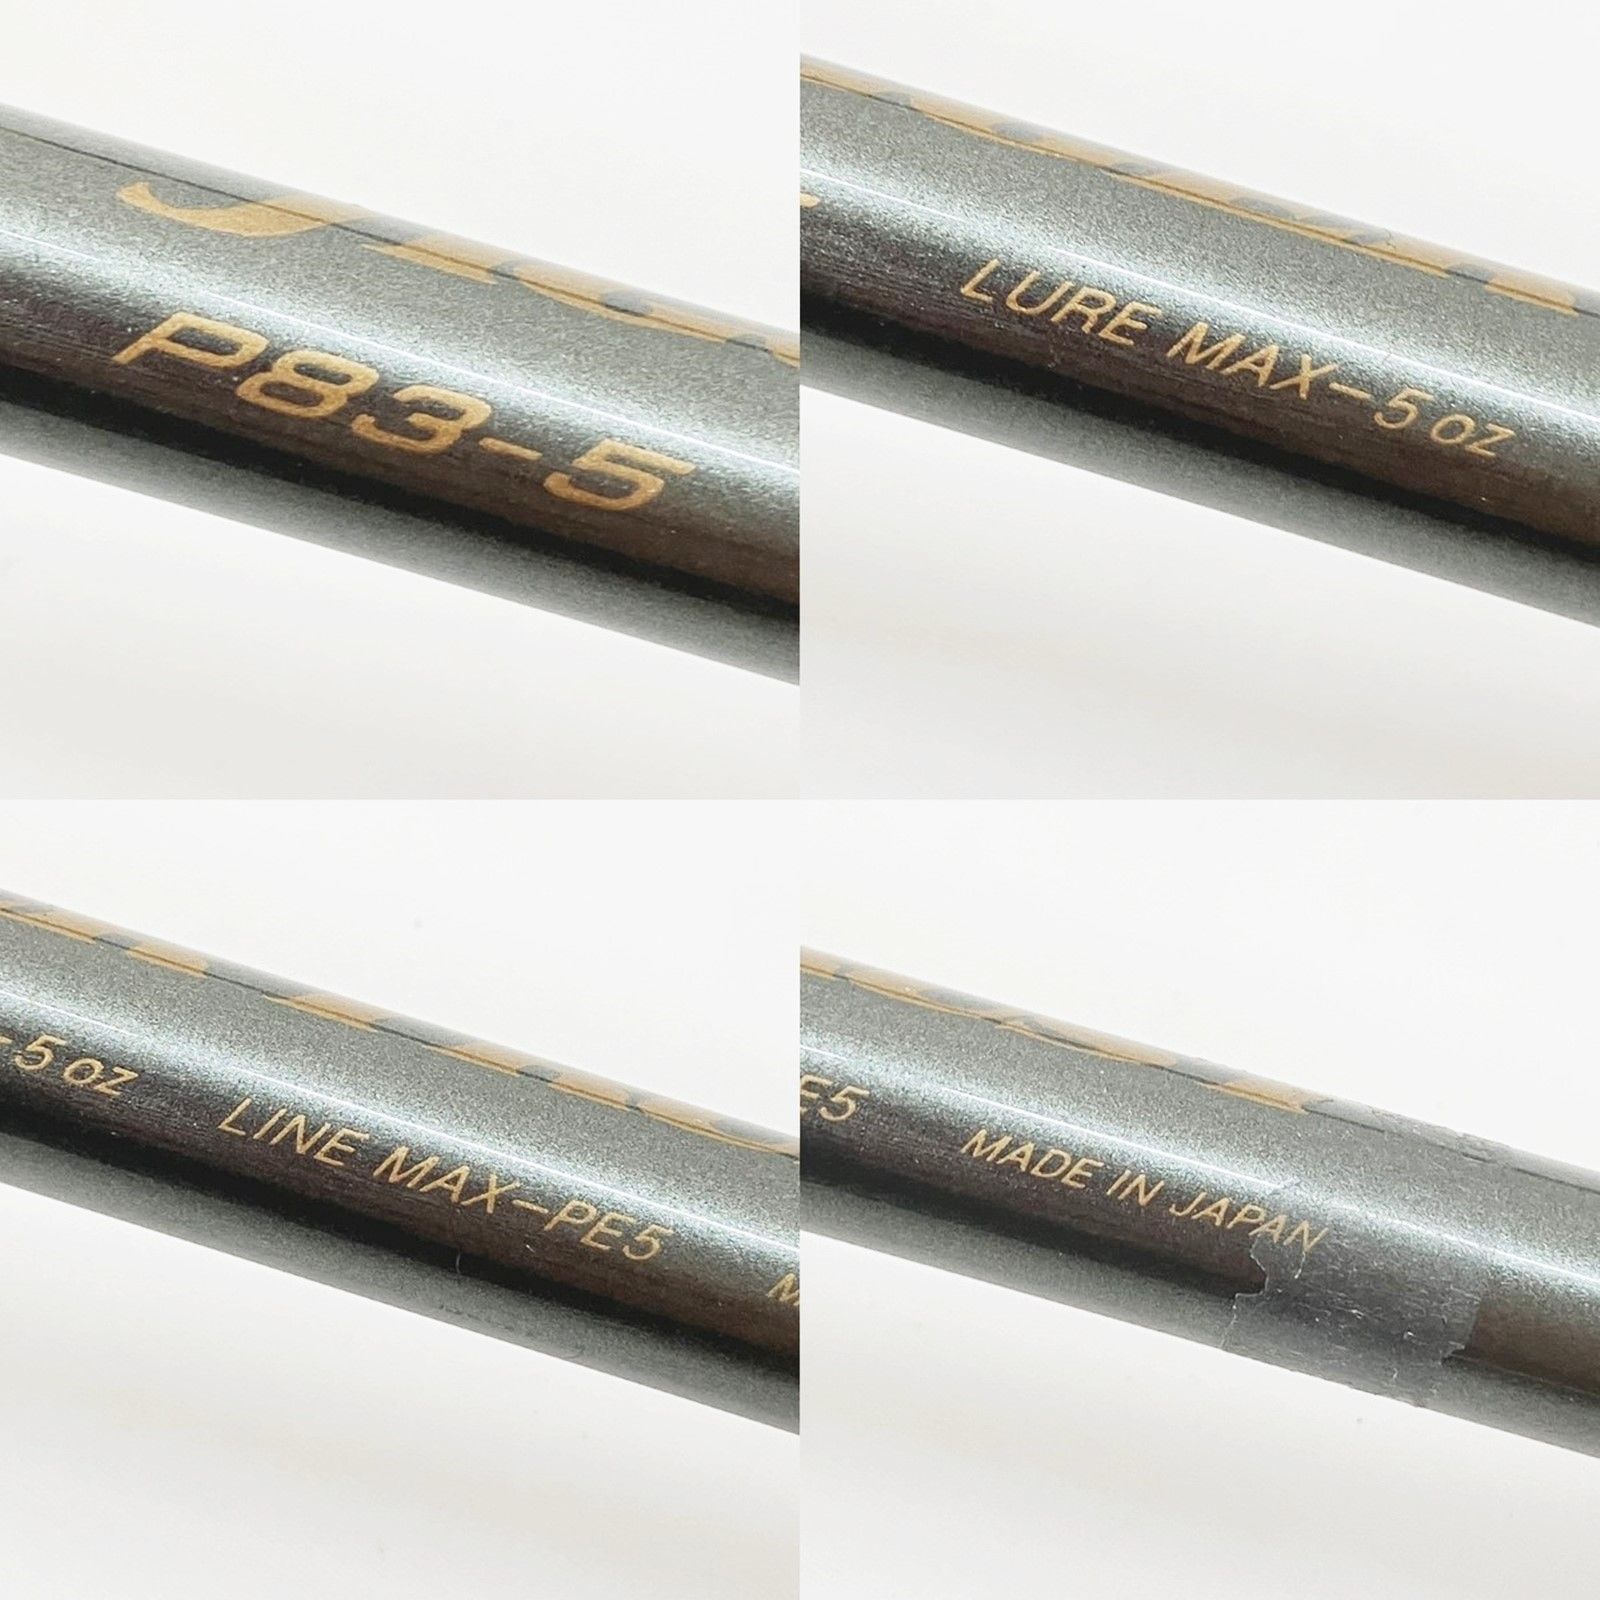 P83-5
LURE MAX-5 oz
-5 oz LINE MAX-PE5
E5 MADE IN JAPAN